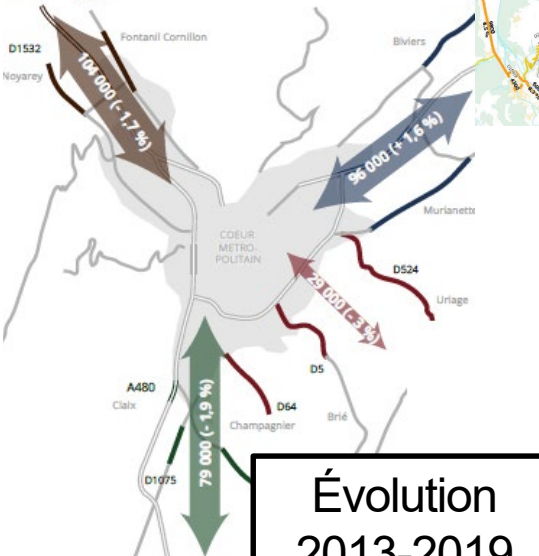 D1532
Fontanil Cornillon
Noyarey
104 000 (- 1,7 %)
Biviers
96 000 (+ 1,6 %)
Murianette
COEUR
MÉTRO-
POLITAIN
29 000 (- 3 %)
D524
Uriage
D5
A480
Claix
D64
Champagnier
Brié
79 000 (- 1,9 %)
D1075
Évolution
2013-2019